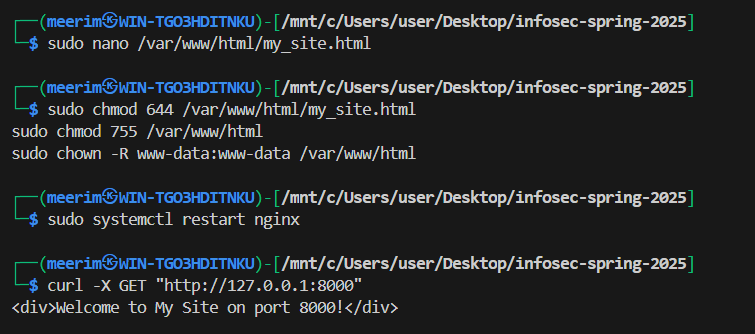 ┌──(meerim㉿WIN-TGO3HDITNKU)-[/mnt/c/Users/user/Desktop/infosec-spring-2025]
└─$ sudo nano /var/www/html/my_site.html
┌──(meerim㉿WIN-TGO3HDITNKU)-[/mnt/c/Users/user/Desktop/infosec-spring-2025]
└─$ sudo chmod 644 /var/www/html/my_site.html
sudo chmod 755 /var/www/html
sudo chown -R www-data:www-data /var/www/html
┌──(meerim㉿WIN-TGO3HDITNKU)-[/mnt/c/Users/user/Desktop/infosec-spring-2025]
└─$ sudo systemctl restart nginx
┌──(meerim㉿WIN-TGO3HDITNKU)-[/mnt/c/Users/user/Desktop/infosec-spring-2025]
└─$ curl -X GET "http://127.0.0.1:8000"
<div>Welcome to My Site on port 8000!</div>